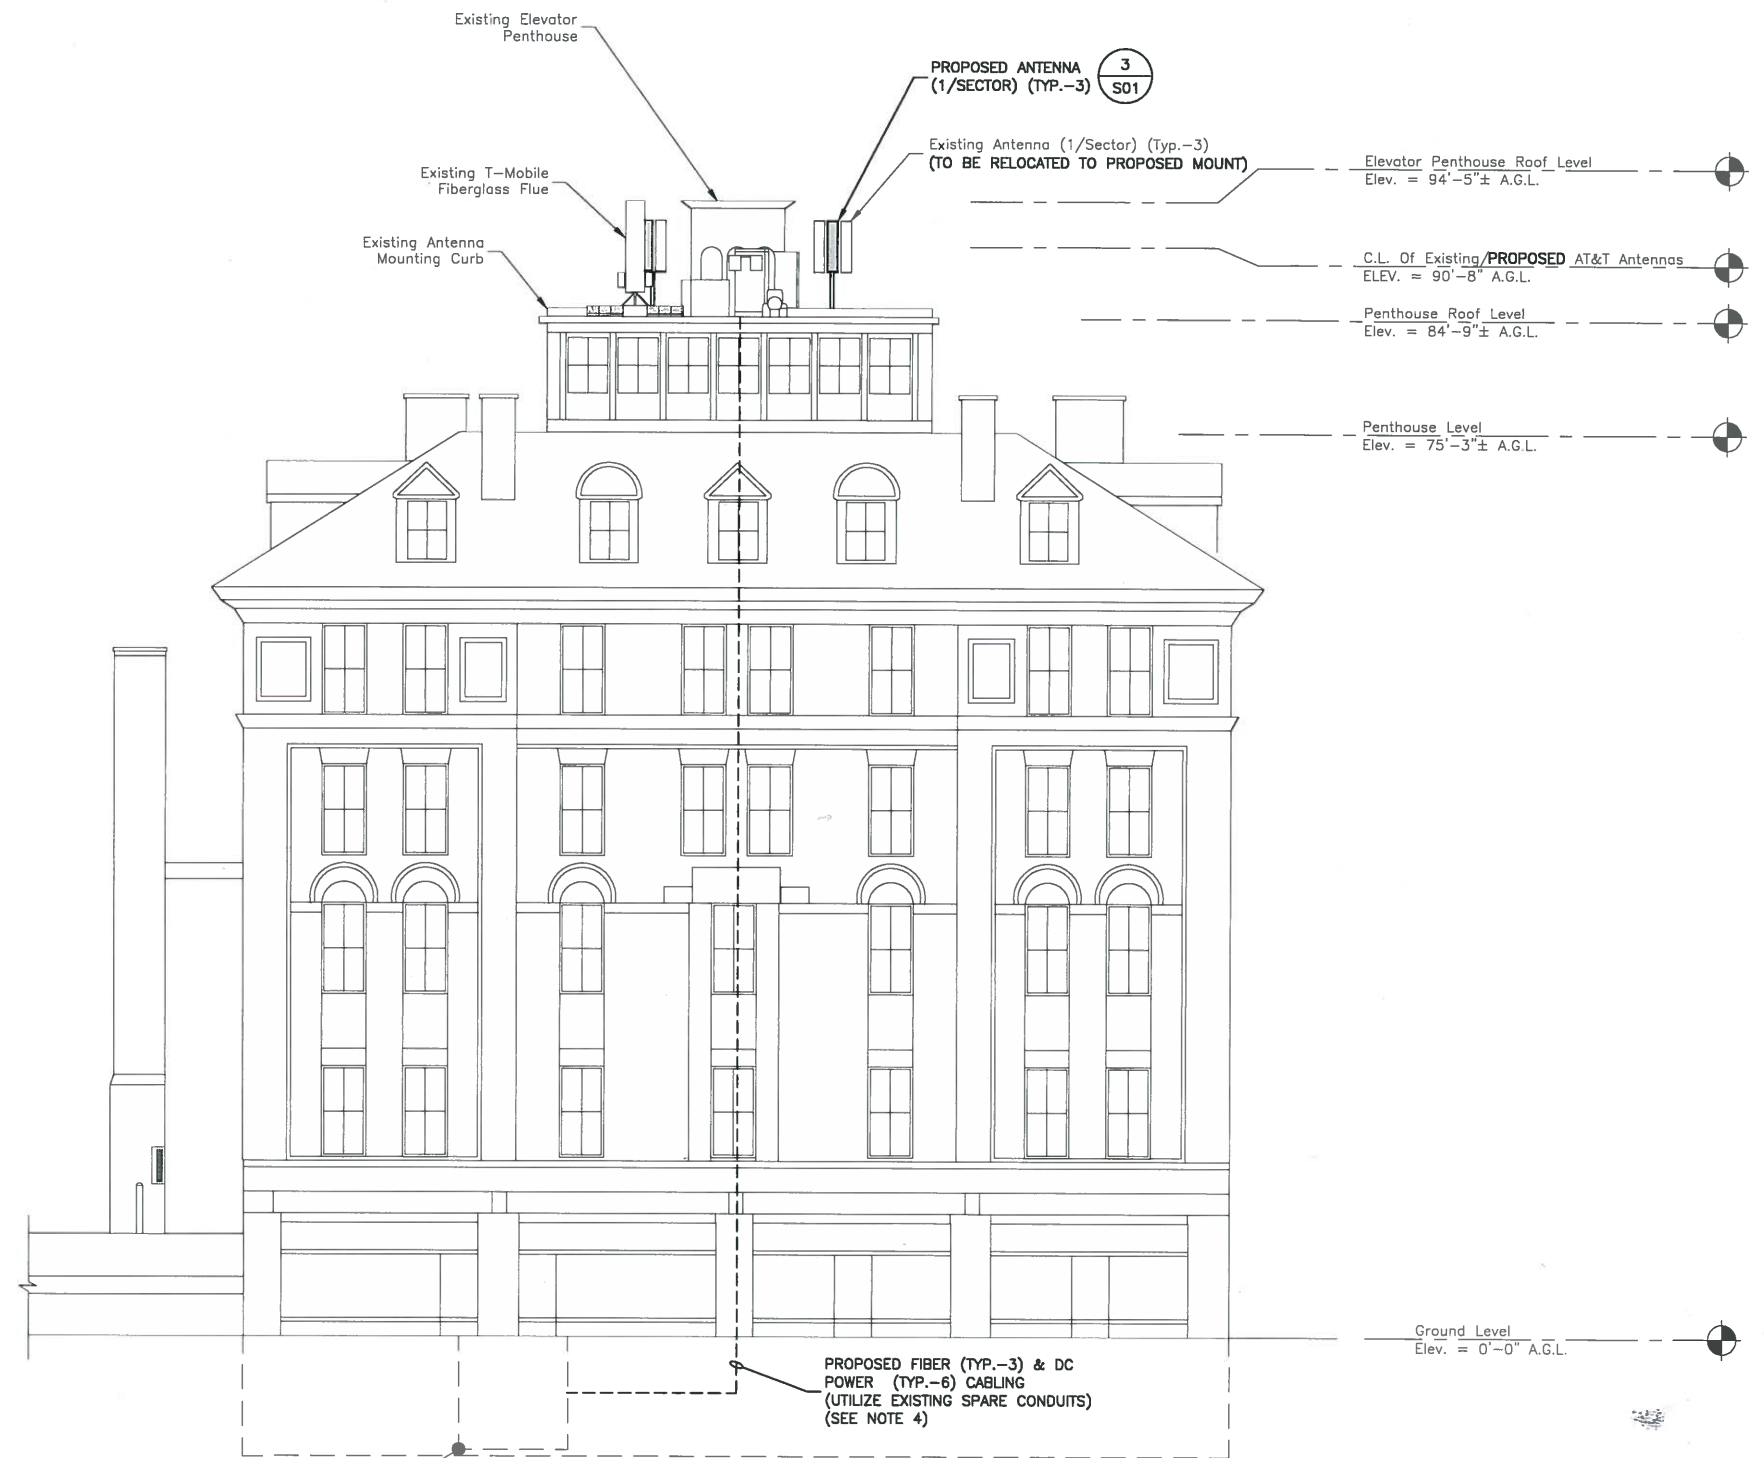 Existing Elevator
Penthouse
PROPOSED ANTENNA
(1/SECTOR) (TYP.-3)
3
S01
Existing Antenna (1/Sector) (Typ.-3)
(TO BE RELOCATED TO PROPOSED MOUNT)
Elevator Penthouse Roof Level
Elev. = 94'-5"± A.G.L.
Existing T-Mobile
Fiberglass Flue
Existing Antenna
Mounting Curb
C.L. Of Existing/PROPOSED AT&T Antennas
ELEV. = 90'-8" A.G.L.
Penthouse Roof Level
Elev. = 84'-9"± A.G.L.
Penthouse Level
Elev. = 75'-3"± A.G.L.
Ground Level
Elev. = 0'-0" A.G.L.
PROPOSED FIBER (TYP.-3) & DC
POWER (TYP.-6) CABLING
(UTILIZE EXISTING SPARE CONDUITS)
(SEE NOTE 4)